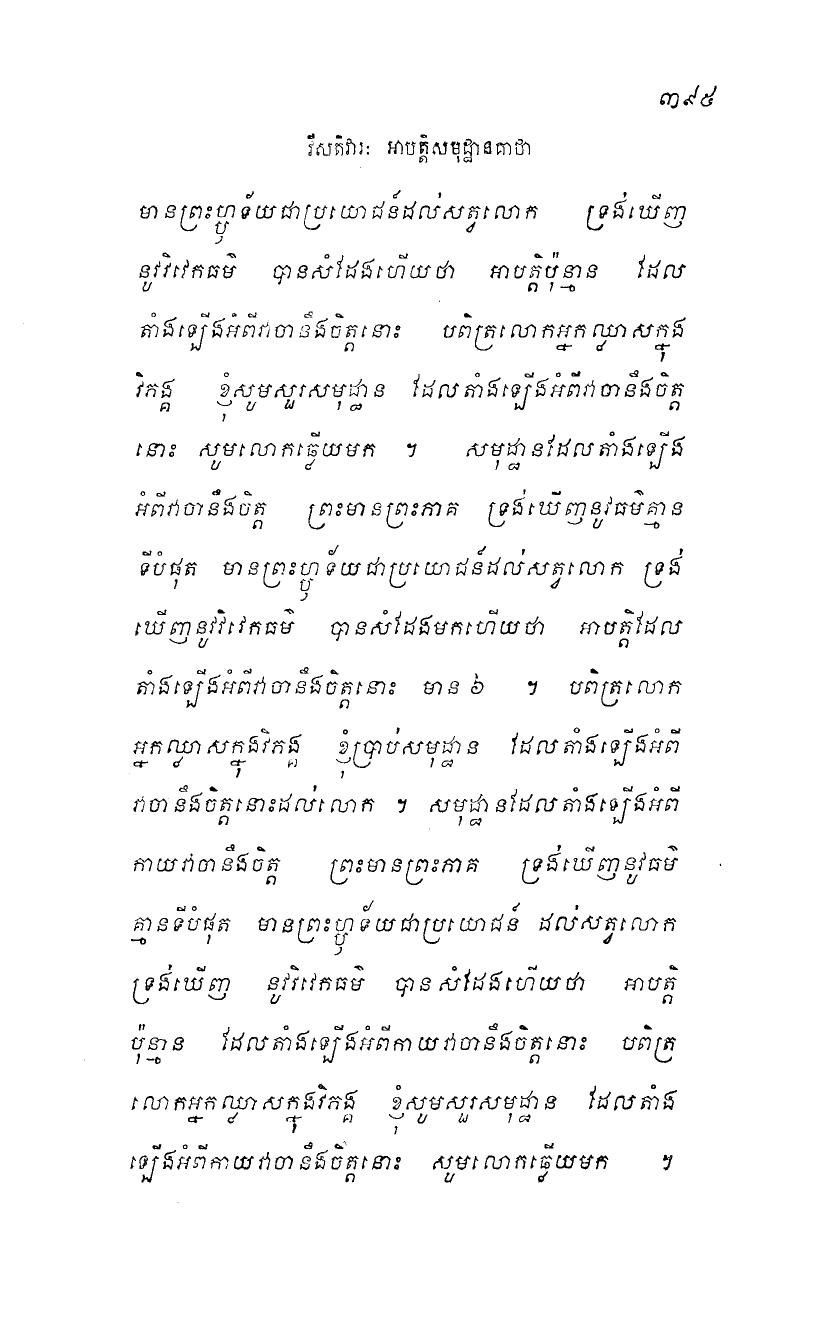 ៣៩៥
វីសតិវារៈ អាបត្តិសមុដ្ឋានគាថា
មានព្រះហ្ឫទ័យជាប្រយោជន៍ដល់សត្វលោក ទ្រង់ឃើញ
នូវវិវេកធម៌ បានសំដែងហើយថា អាបត្តិប៉ុន្មាន ដែល
តាំងឡើងអំពីវាចានឹងចិត្តនោះ បពិត្រលោកអ្នកឈ្លាសក្នុង
វិភង្គ ខ្ញុំសូមសួរសមុដ្ឋាន ដែលតាំងឡើងអំពីវាចានឹងចិត្ត
នោះ សូមលោកឆ្លើយមក ។ សមុដ្ឋានដែលតាំងឡើង
អំពីវាចានឹងចិត្ត ព្រះមានព្រះភាគ ទ្រង់ឃើញនូវធម៌គ្មាន
ទីបំផុត មានព្រះហ្ឫទ័យជាប្រយោជន៍ដល់សត្វលោក ទ្រង់
ឃើញនូវវិវេកធម៌ បានសំដែងមកហើយថា អាបត្តិដែល
តាំងឡើងអំពីវាចានឹងចិត្តនោះ មាន ៦ ។ បពិត្រលោក
អ្នកឈ្លាសក្នុងវិភង្គ ខ្ញុំប្រាប់សមុដ្ឋាន ដែលតាំងឡើងអំពី
វាចានឹងចិត្តនោះដល់លោក ។ សមុដ្ឋានដែលតាំងឡើងអំពី
កាយវាចានឹងចិត្ត ព្រះមានព្រះភាគ ទ្រង់ឃើញនូវធម៌
គ្មានទីបំផុត មានព្រះហ្ឫទ័យជាប្រយោជន៍ ដល់សត្វលោក
ទ្រង់ឃើញ នូវវិវេកធម៌ បានសំដែងហើយថា អាបត្តិ
ប៉ុន្មាន ដែលតាំងឡើងអំពីកាយវាចានឹងចិត្តនោះ បពិត្រ
លោកអ្នកឈ្លាសក្នុងវិភង្គ ខ្ញុំសូមសួរសមុដ្ឋាន ដែលតាំង
ឡើងអំពីកាយវាចានឹងចិត្តនោះ សូមលោកឆ្លើយមក ។